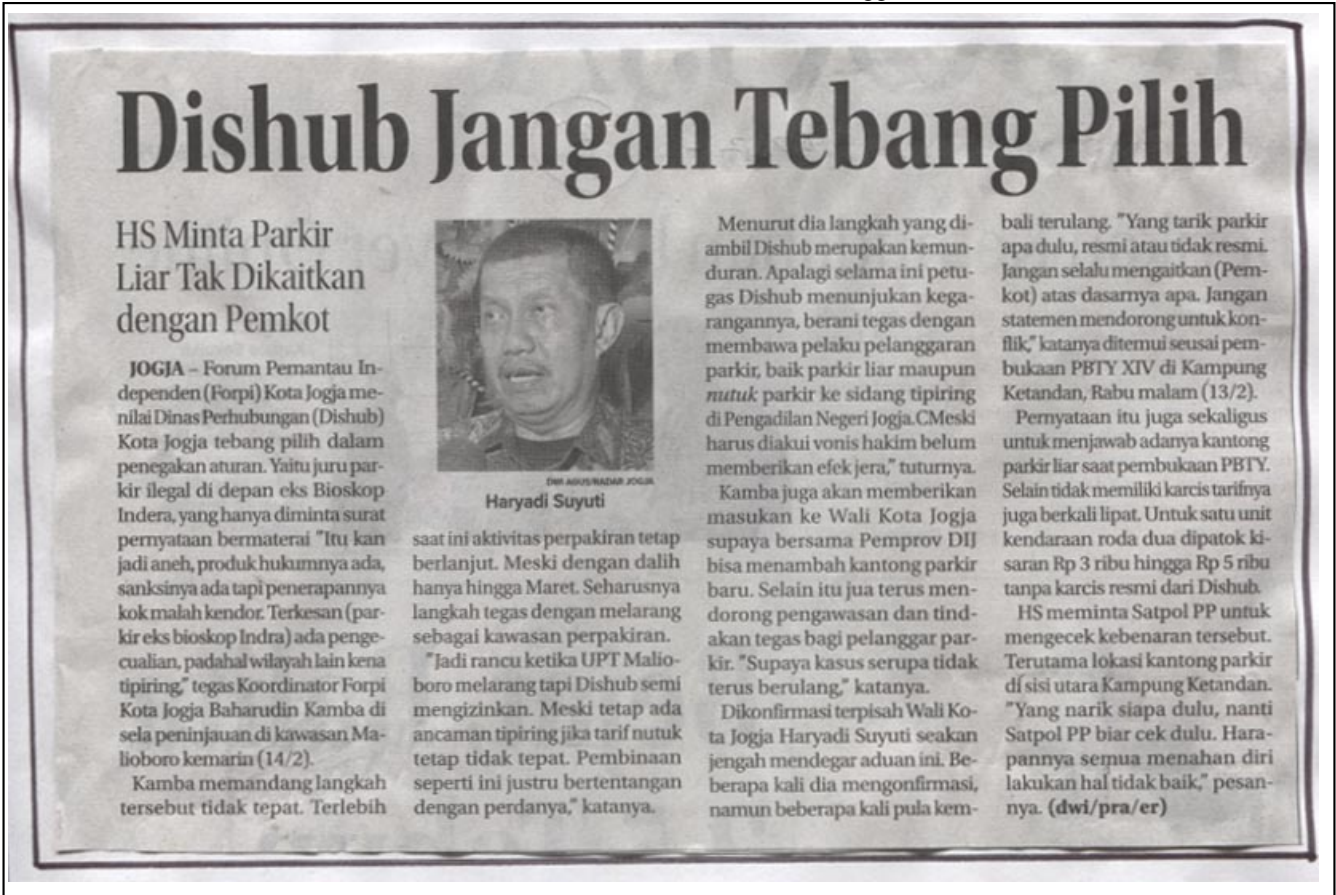 Dishub Jangan Tebang Pilih
HS Minta Parkir
Liar Tak Dikaitkan
dengan Pemkot
JOGJA – Forum Pemantau In-
dependen (Forpi) Kota Jogja me-
nilai Dinas Perhubungan (Dishub)
Kota Jogja tebang pilih dalam
penegakan aturan. Yaitu juru par-
kir ilegal di depan eks Bioskop
Indera, yang hanya diminta surat
pernyataan bermaterai "Itu kan
jadi aneh, produk hukumnya ada,
sanksinya ada tapi penerapannya
kok malah kendor. Terkesan (par-
kir eks bioskop Indra) ada penge-
cualian, padahal wilayah lain kena
tipiring," tegas Koordinator Forpi
Kota Jogja Baharudin Kamba di
sela peninjauan di kawasan Ma-
lioboro kemarin (14/2).
Kamba memandang langkah
tersebut tidak tepat. Terlebih
DWI AGUS/RADAR JOGJA
Haryadi Suyuti
saat ini aktivitas perpakiran tetap
berlanjut. Meski dengan dalih
hanya hingga Maret. Seharusnya
langkah tegas dengan melarang
sebagai kawasan perpakiran.
"Jadi rancu ketika UPT Malio-
boro melarang tapi Dishub semi
mengizinkan. Meski tetap ada
ancaman tipiring jika tarif nutuk
tetap tidak tepat. Pembinaan
seperti ini justru bertentangan
dengan perdanya," katanya.
Menurut dia langkah yang di-
ambil Dishub merupakan kemun-
duran. Apalagi selama ini petu-
gas Dishub menunjukan kega-
rangannya, berani tegas dengan
membawa pelaku pelanggaran
parkir, baik parkir liar maupun
nutuk parkir ke sidang tipiring
di Pengadilan Negeri Jogja.CMeski
harus diakui vonis hakim belum
memberikan efek jera," tuturnya.
Kamba juga akan memberikan
masukan ke Wali Kota Jogja
supaya bersama Pemprov DIJ
bisa menambah kantong parkir
baru. Selain itu jua terus men-
dorong pengawasan dan tind-
akan tegas bagi pelanggar par-
kir. "Supaya kasus serupa tidak
terus berulang," katanya.
Dikonfirmasi terpisah Wali Ko-
ta Jogja Haryadi Suyuti seakan
jengah mendegar aduan ini. Be-
berapa kali dia mengonfirmasi,
namun beberapa kali pula kem-
bali terulang. "Yang tarik parkir
apa dulu, resmi atau tidak resmi.
Jangan selalu mengaitkan (Pem-
kot) atas dasarnya apa. Jangan
statemen mendorong untuk kon-
flik," katanya ditemui seusai pem-
bukaan PBTY XIV di Kampung
Ketandan, Rabu malam (13/2).
Pernyataan itu juga sekaligus
untuk menjawab adanya kantong
parkir liar saat pembukaan PBTY.
Selain tidak memiliki karcis tarifnya
juga berkali lipat. Untuk satu unit
kendaraan roda dua dipatok ki-
saran Rp 3 ribu hingga Rp 5 ribu
tanpa karcis resmi dari Dishub.
HS meminta Satpol PP untuk
mengecek kebenaran tersebut.
Terutama lokasi kantong parkir
di sisi utara Kampung Ketandan.
"Yang narik siapa dulu, nanti
Satpol PP biar cek dulu. Hara-
pannya semua menahan diri
lakukan hal tidak baik," pesan-
nya. (dwi/pra/er)